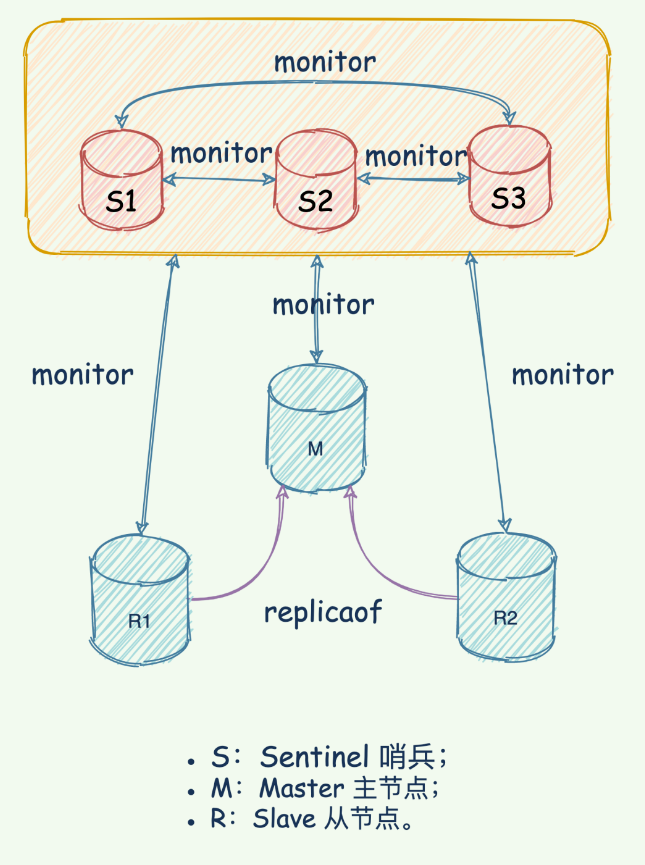 monitor
monitor
monitor
S1
S2
S3
monitor
monitor
monitor
M
R1
R2
replicaof
• S：Sentinel 哨兵；
• M：Master 主节点；
• R：Slave 从节点。